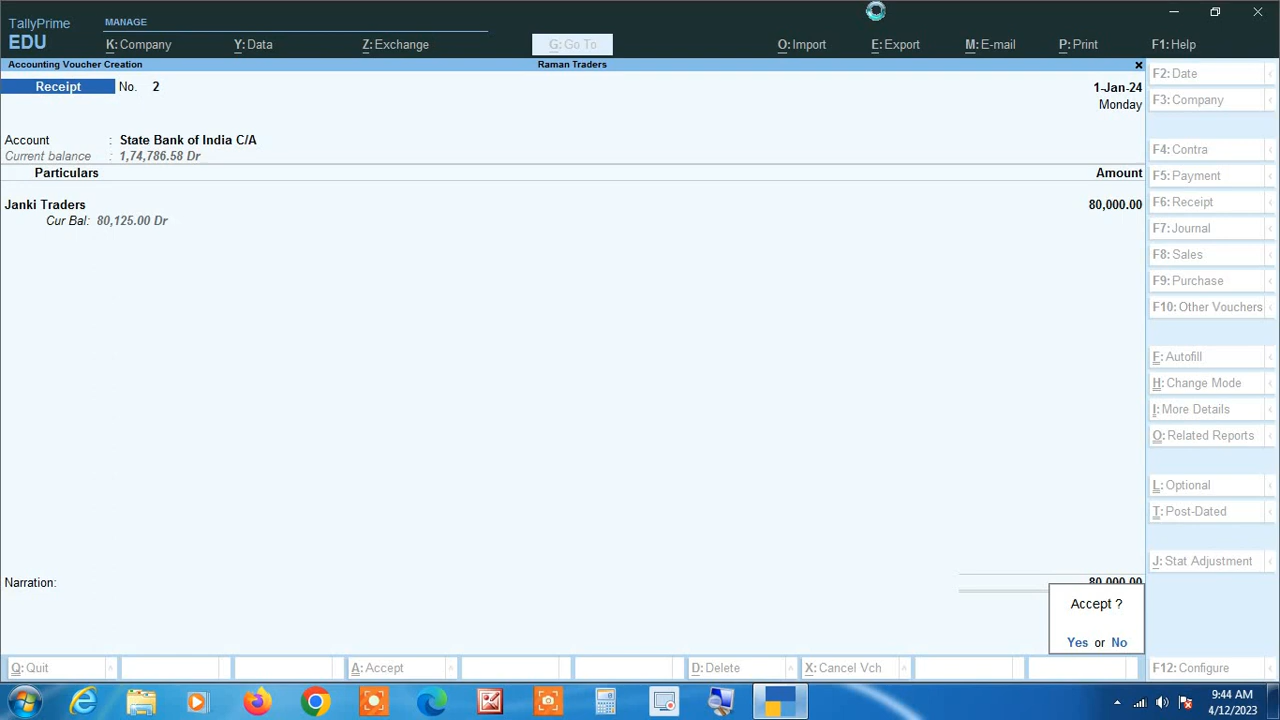 TallyPrime
EDU
MANAGE
K: Company
Y: Data
Z: Exchange
G: Go To
O: Import
E: Export
M: E-mail
P: Print
F1: Help
Accounting Voucher Creation
Raman Traders
Receipt No. 2
1-Jan-24
Monday
Account : State Bank of India C/A
Current balance : 1,74,786.58 Dr
Particulars Amount
Janki Traders 80,000.00
Cur Bal: 80,125.00 Dr
Narration: 80,000.00
Accept ?
Yes or No
F2: Date
F3: Company
F4: Contra
F5: Payment
F6: Receipt
F7: Journal
F8: Sales
F9: Purchase
F10: Other Vouchers
F: Autofill
H: Change Mode
I: More Details
O: Related Reports
L: Optional
T: Post-Dated
J: Stat Adjustment
Q: Quit
A: Accept
D: Delete
X: Cancel Vch
F12: Configure
9:44 AM
4/12/2023